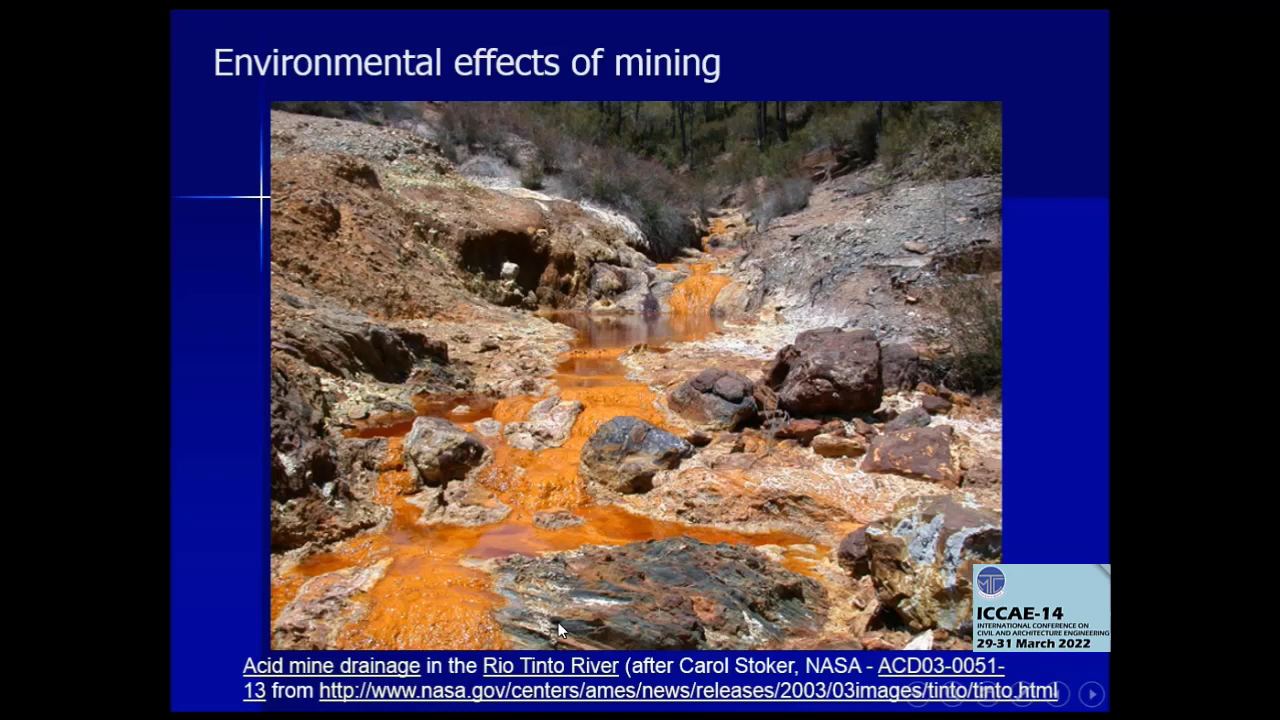 Environmental effects of mining
MTC
ICCAE-14
INTERNATIONAL CONFERENCE ON
CIVIL AND ARCHITECTURE ENGINEERING
29-31 March 2022
Acid mine drainage in the Rio Tinto River (after Carol Stoker, NASA - ACD03-0051-
13 from http://www.nasa.gov/centers/ames/news/releases/2003/03images/tinto/tinto.html